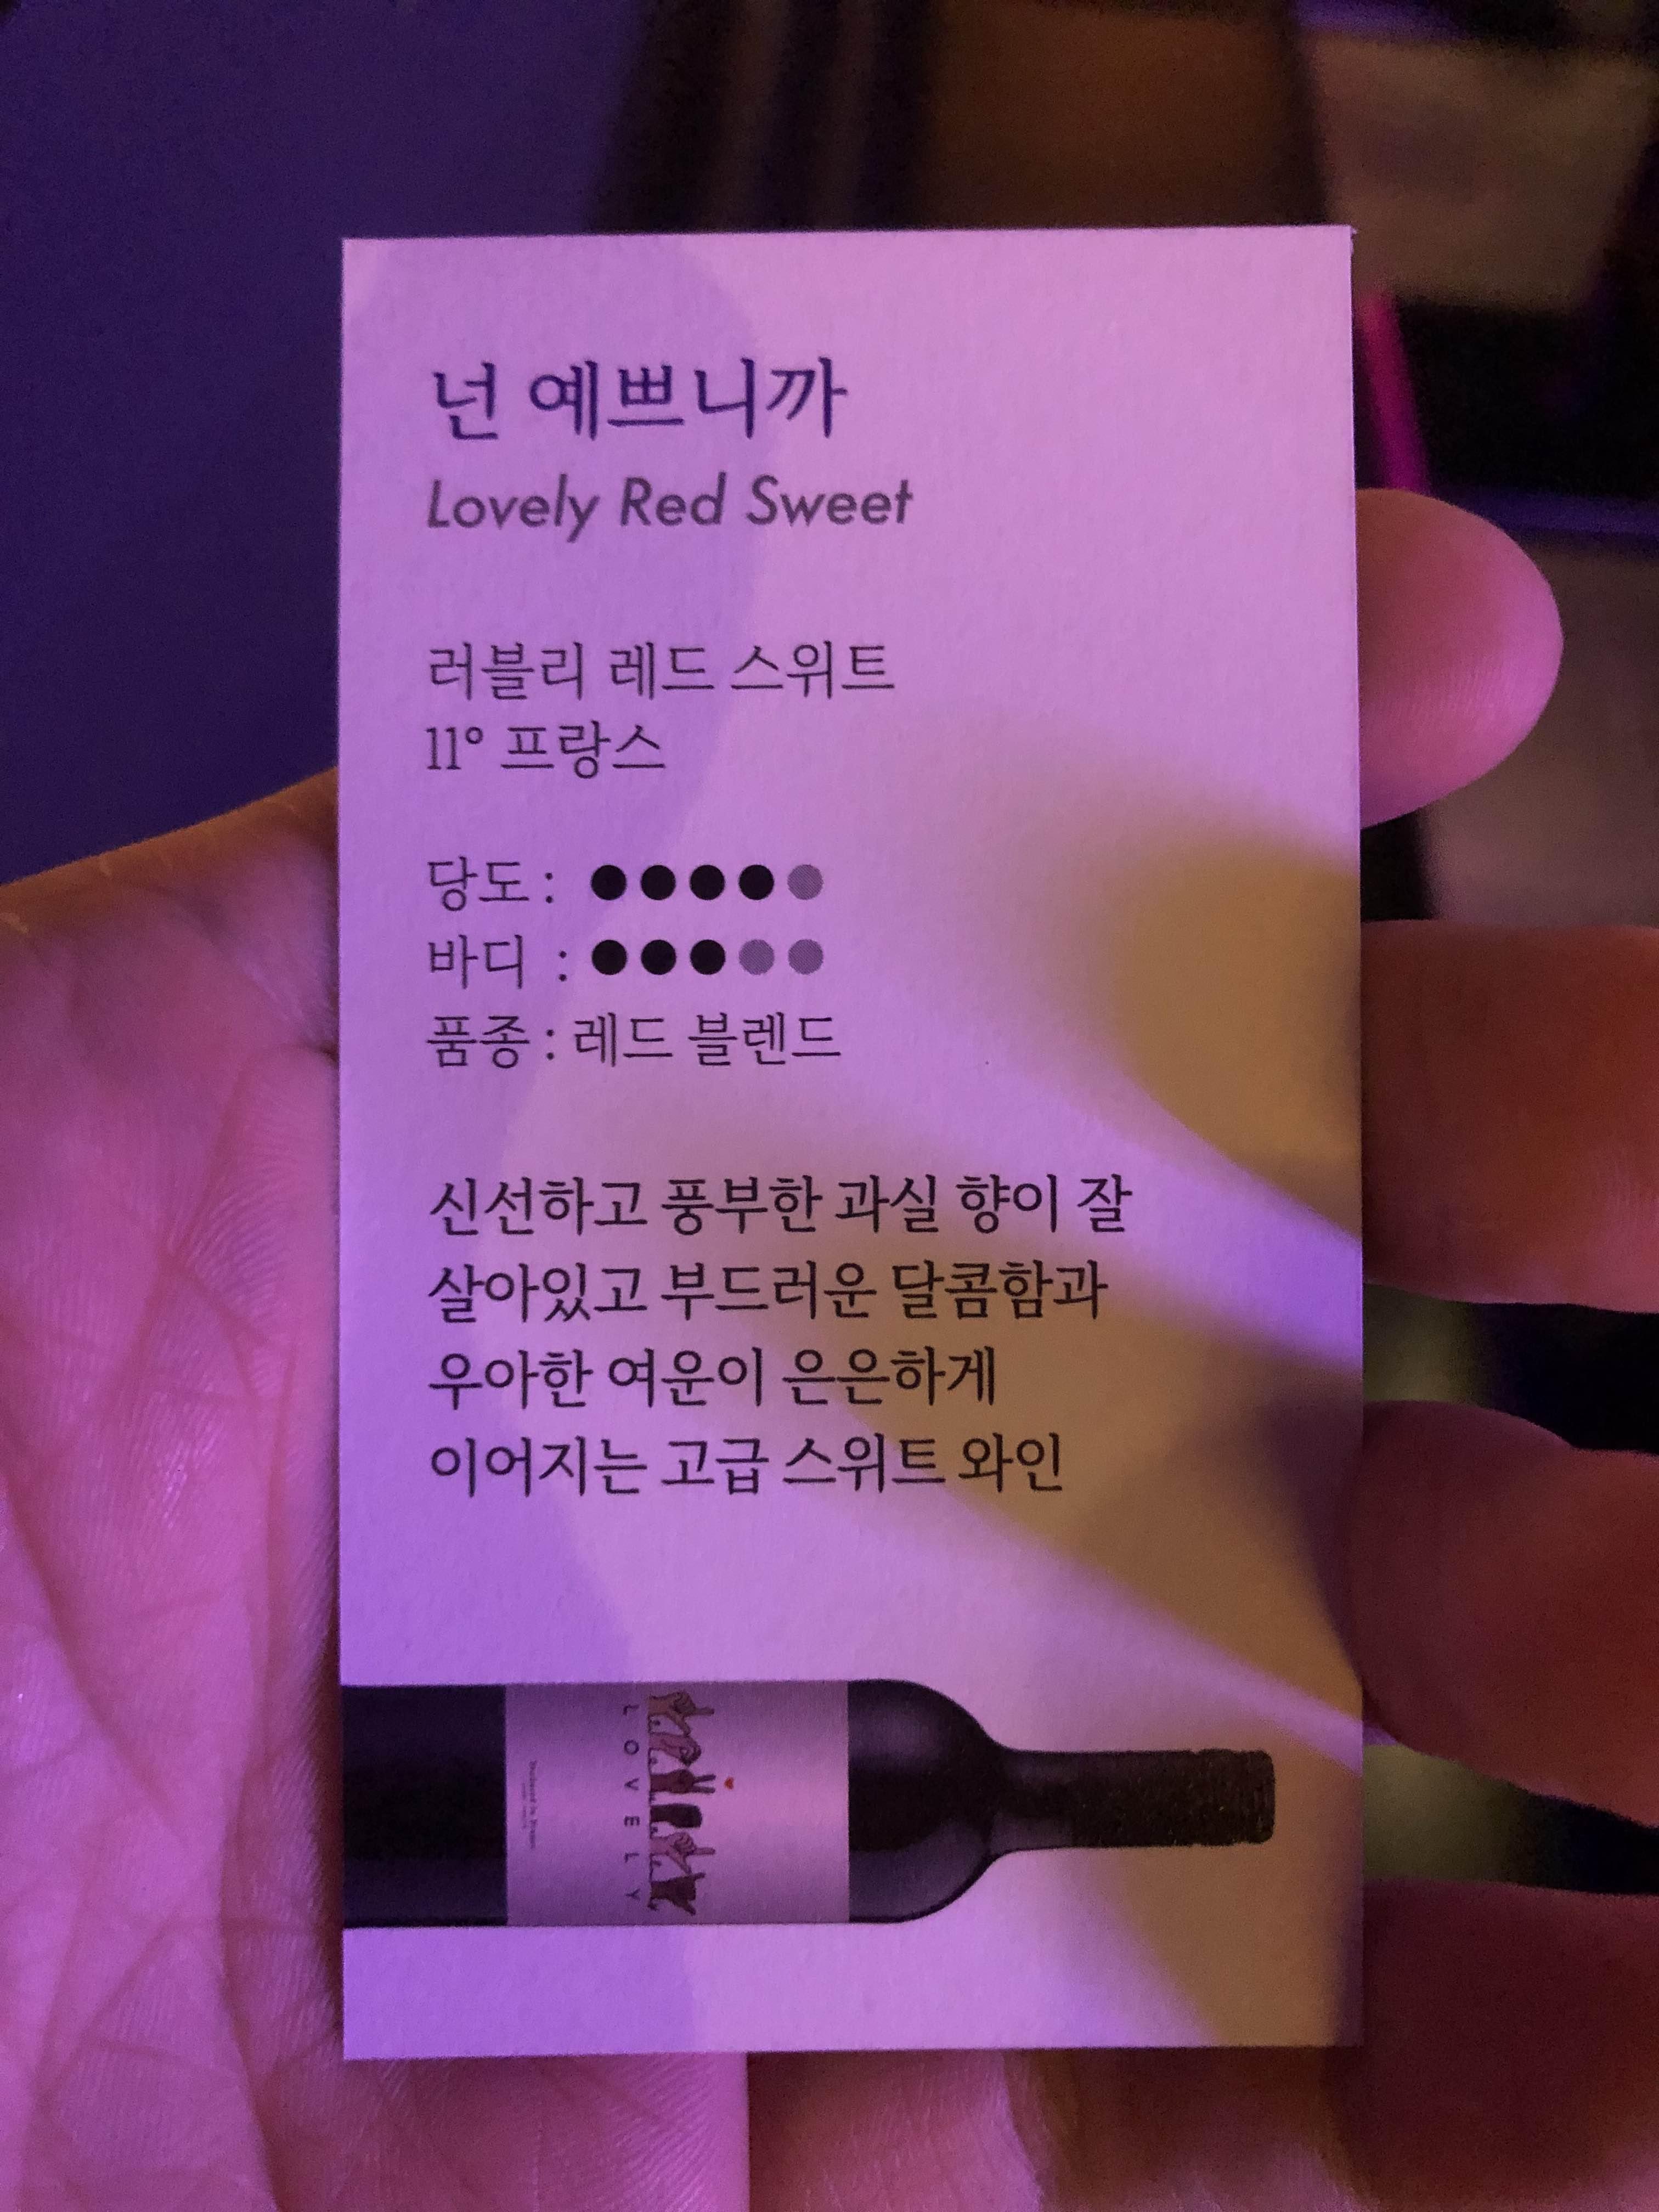 넌 예쁘니까
Lovely Red Sweet
러블리 레드 스위트
11° 프랑스
당도 : ●●●●●
바디 : ●●●●●
품종 : 레드 블렌드
신선하고 풍부한 과실 향이 잘
살아있고 부드러운 달콤함과
우아한 여운이 은은하게
이어지는 고급 스위트 와인
LOVELY